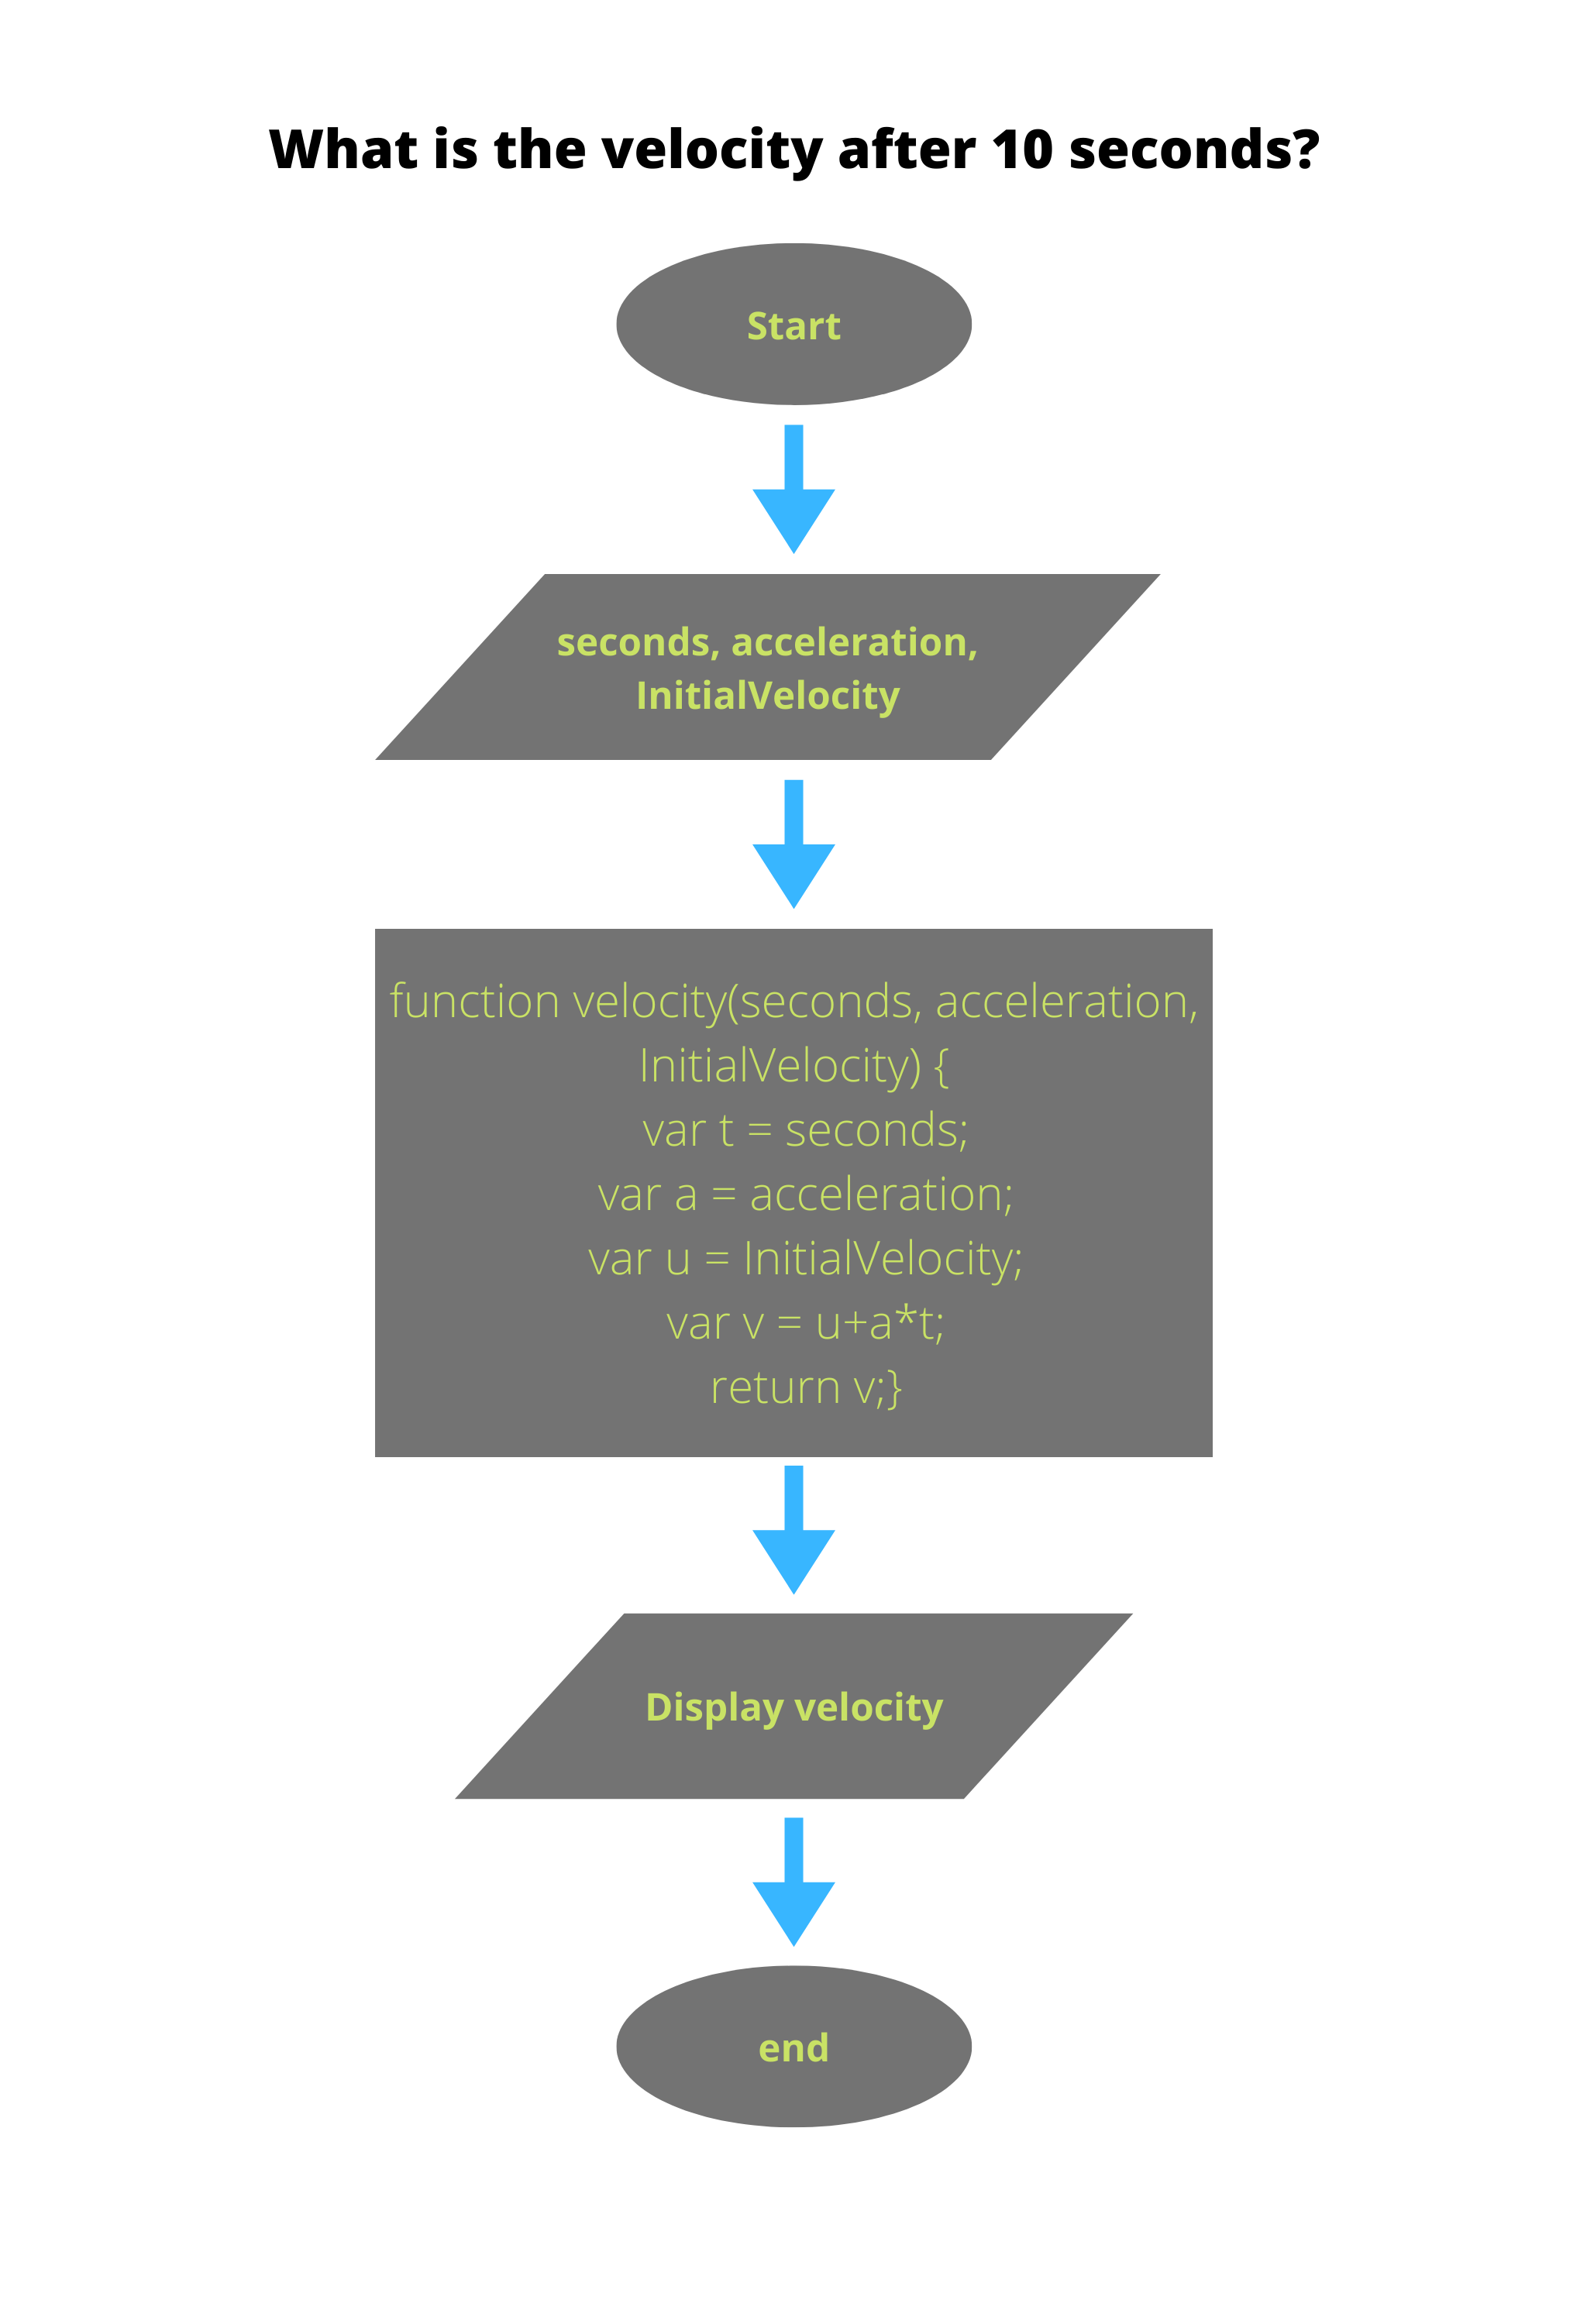 What is the velocity after 10 seconds?
Start
seconds, acceleration,
InitialVelocity
function velocity(seconds, acceleration,
InitialVelocity) {
var t = seconds;
var a = acceleration;
var u = InitialVelocity;
var v = u+a*t;
return v;}
Display velocity
end